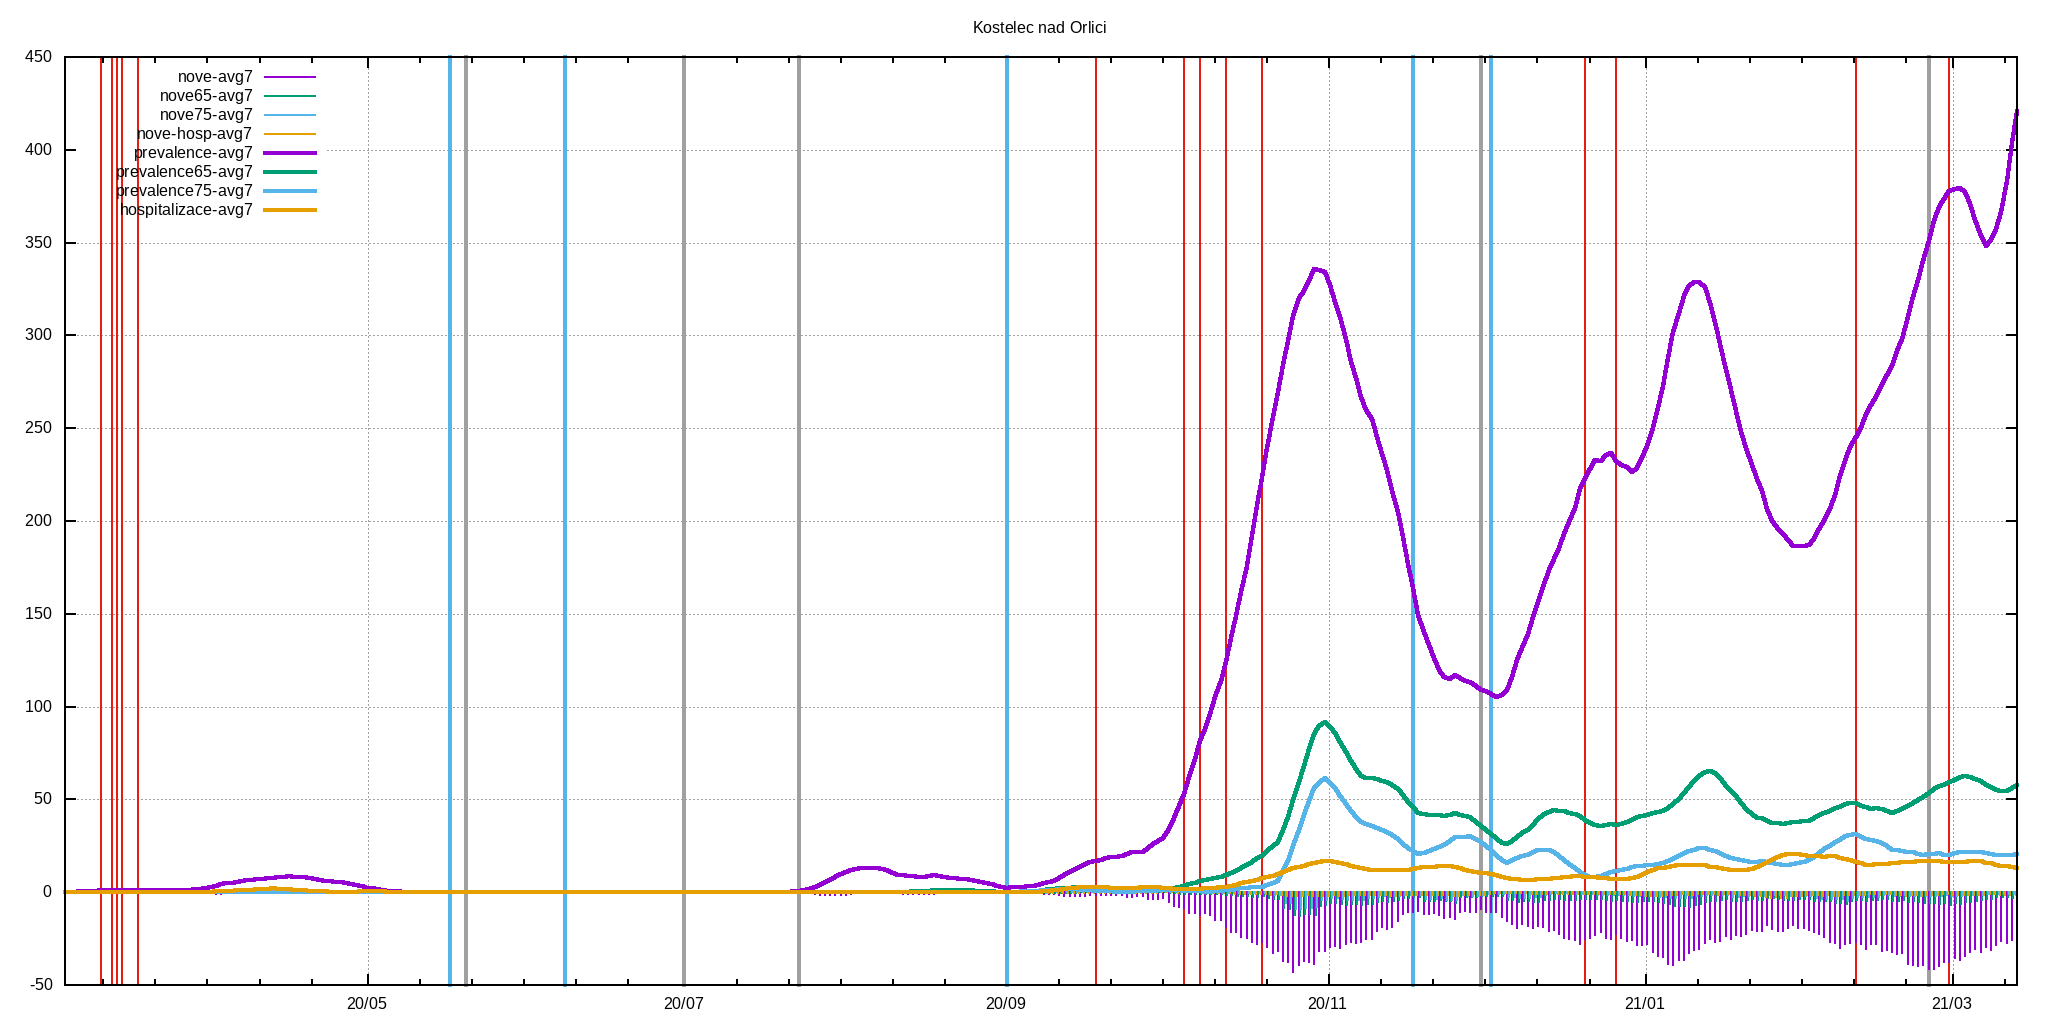 Kostelec nad Orlici
450
400
350
300
250
200
150
100
50
0
-50
nove-avg7
nove65-avg7
nove75-avg7
nove-hosp-avg7
prevalence-avg7
prevalence65-avg7
prevalence75-avg7
hospitalizace-avg7
20/05 20/07 20/09 20/11 21/01 21/03